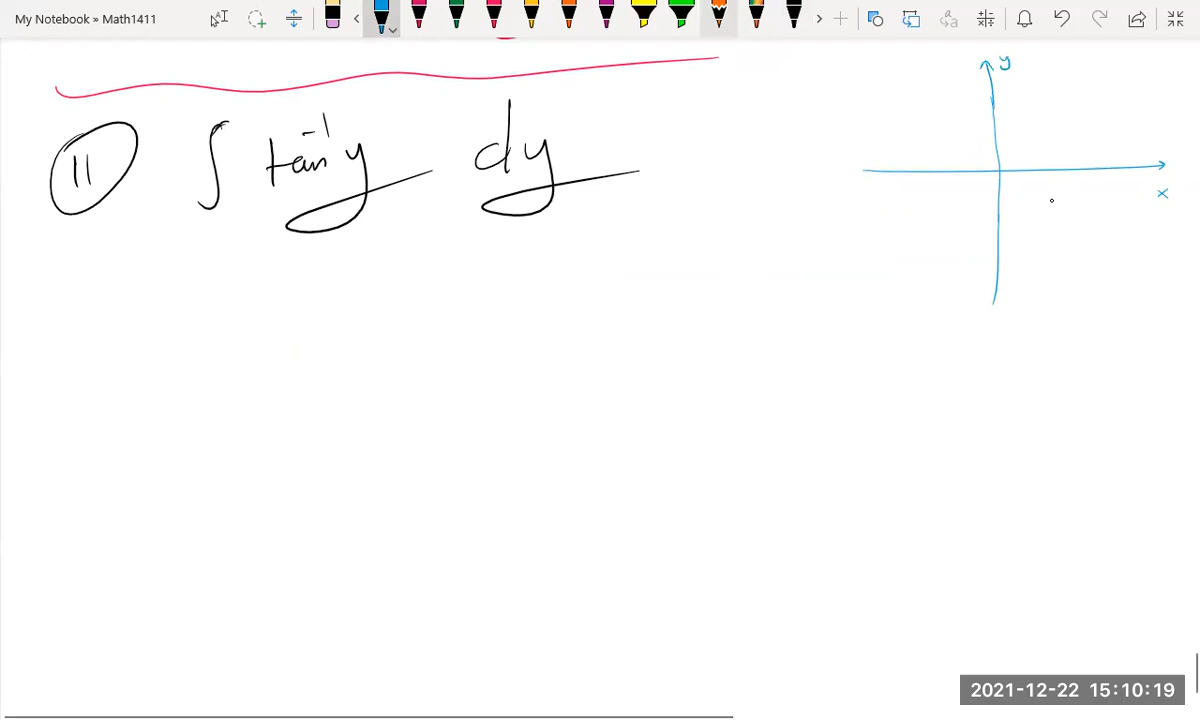 My Notebook » Math1411
y
⑪ ∫ tan⁻¹y dy
x
2021-12-22 15:10:19